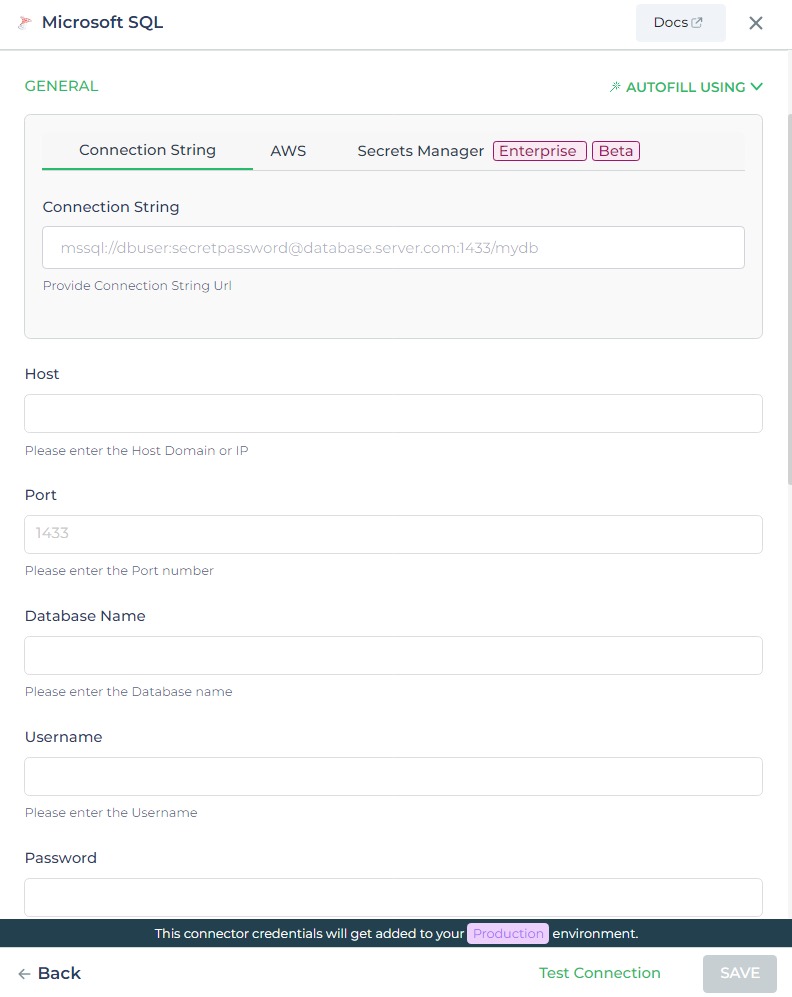 Microsoft SQL
Docs
GENERAL
AUTOFILL USING
Connection String AWS Secrets Manager Enterprise Beta
Connection String
mssql://dbuser:secretpassword@database.server.com:1433/mydb
Provide Connection String Url
Host
Please enter the Host Domain or IP
Port
1433
Please enter the Port number
Database Name
Please enter the Database name
Username
Please enter the Username
Password
This connector credentials will get added to your Production environment.
Back
Test Connection
SAVE